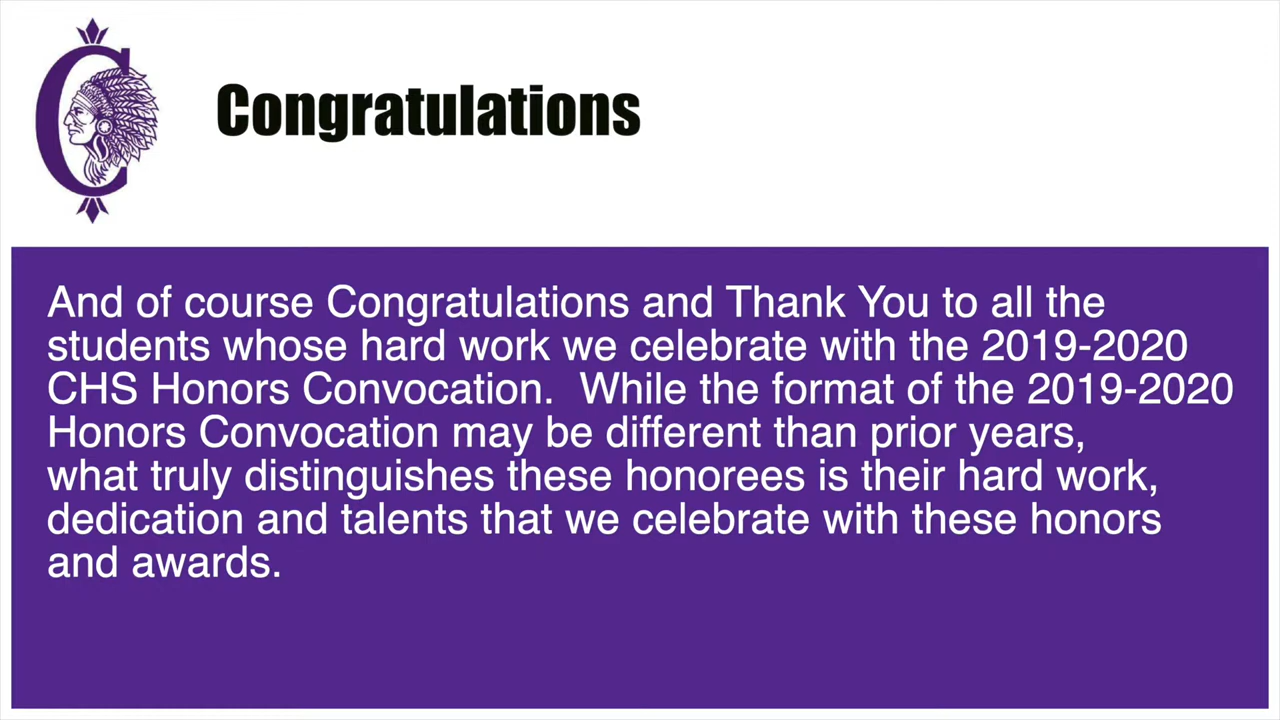 Congratulations
And of course Congratulations and Thank You to all the
students whose hard work we celebrate with the 2019-2020
CHS Honors Convocation.  While the format of the 2019-2020
Honors Convocation may be different than prior years,
what truly distinguishes these honorees is their hard work,
dedication and talents that we celebrate with these honors
and awards.